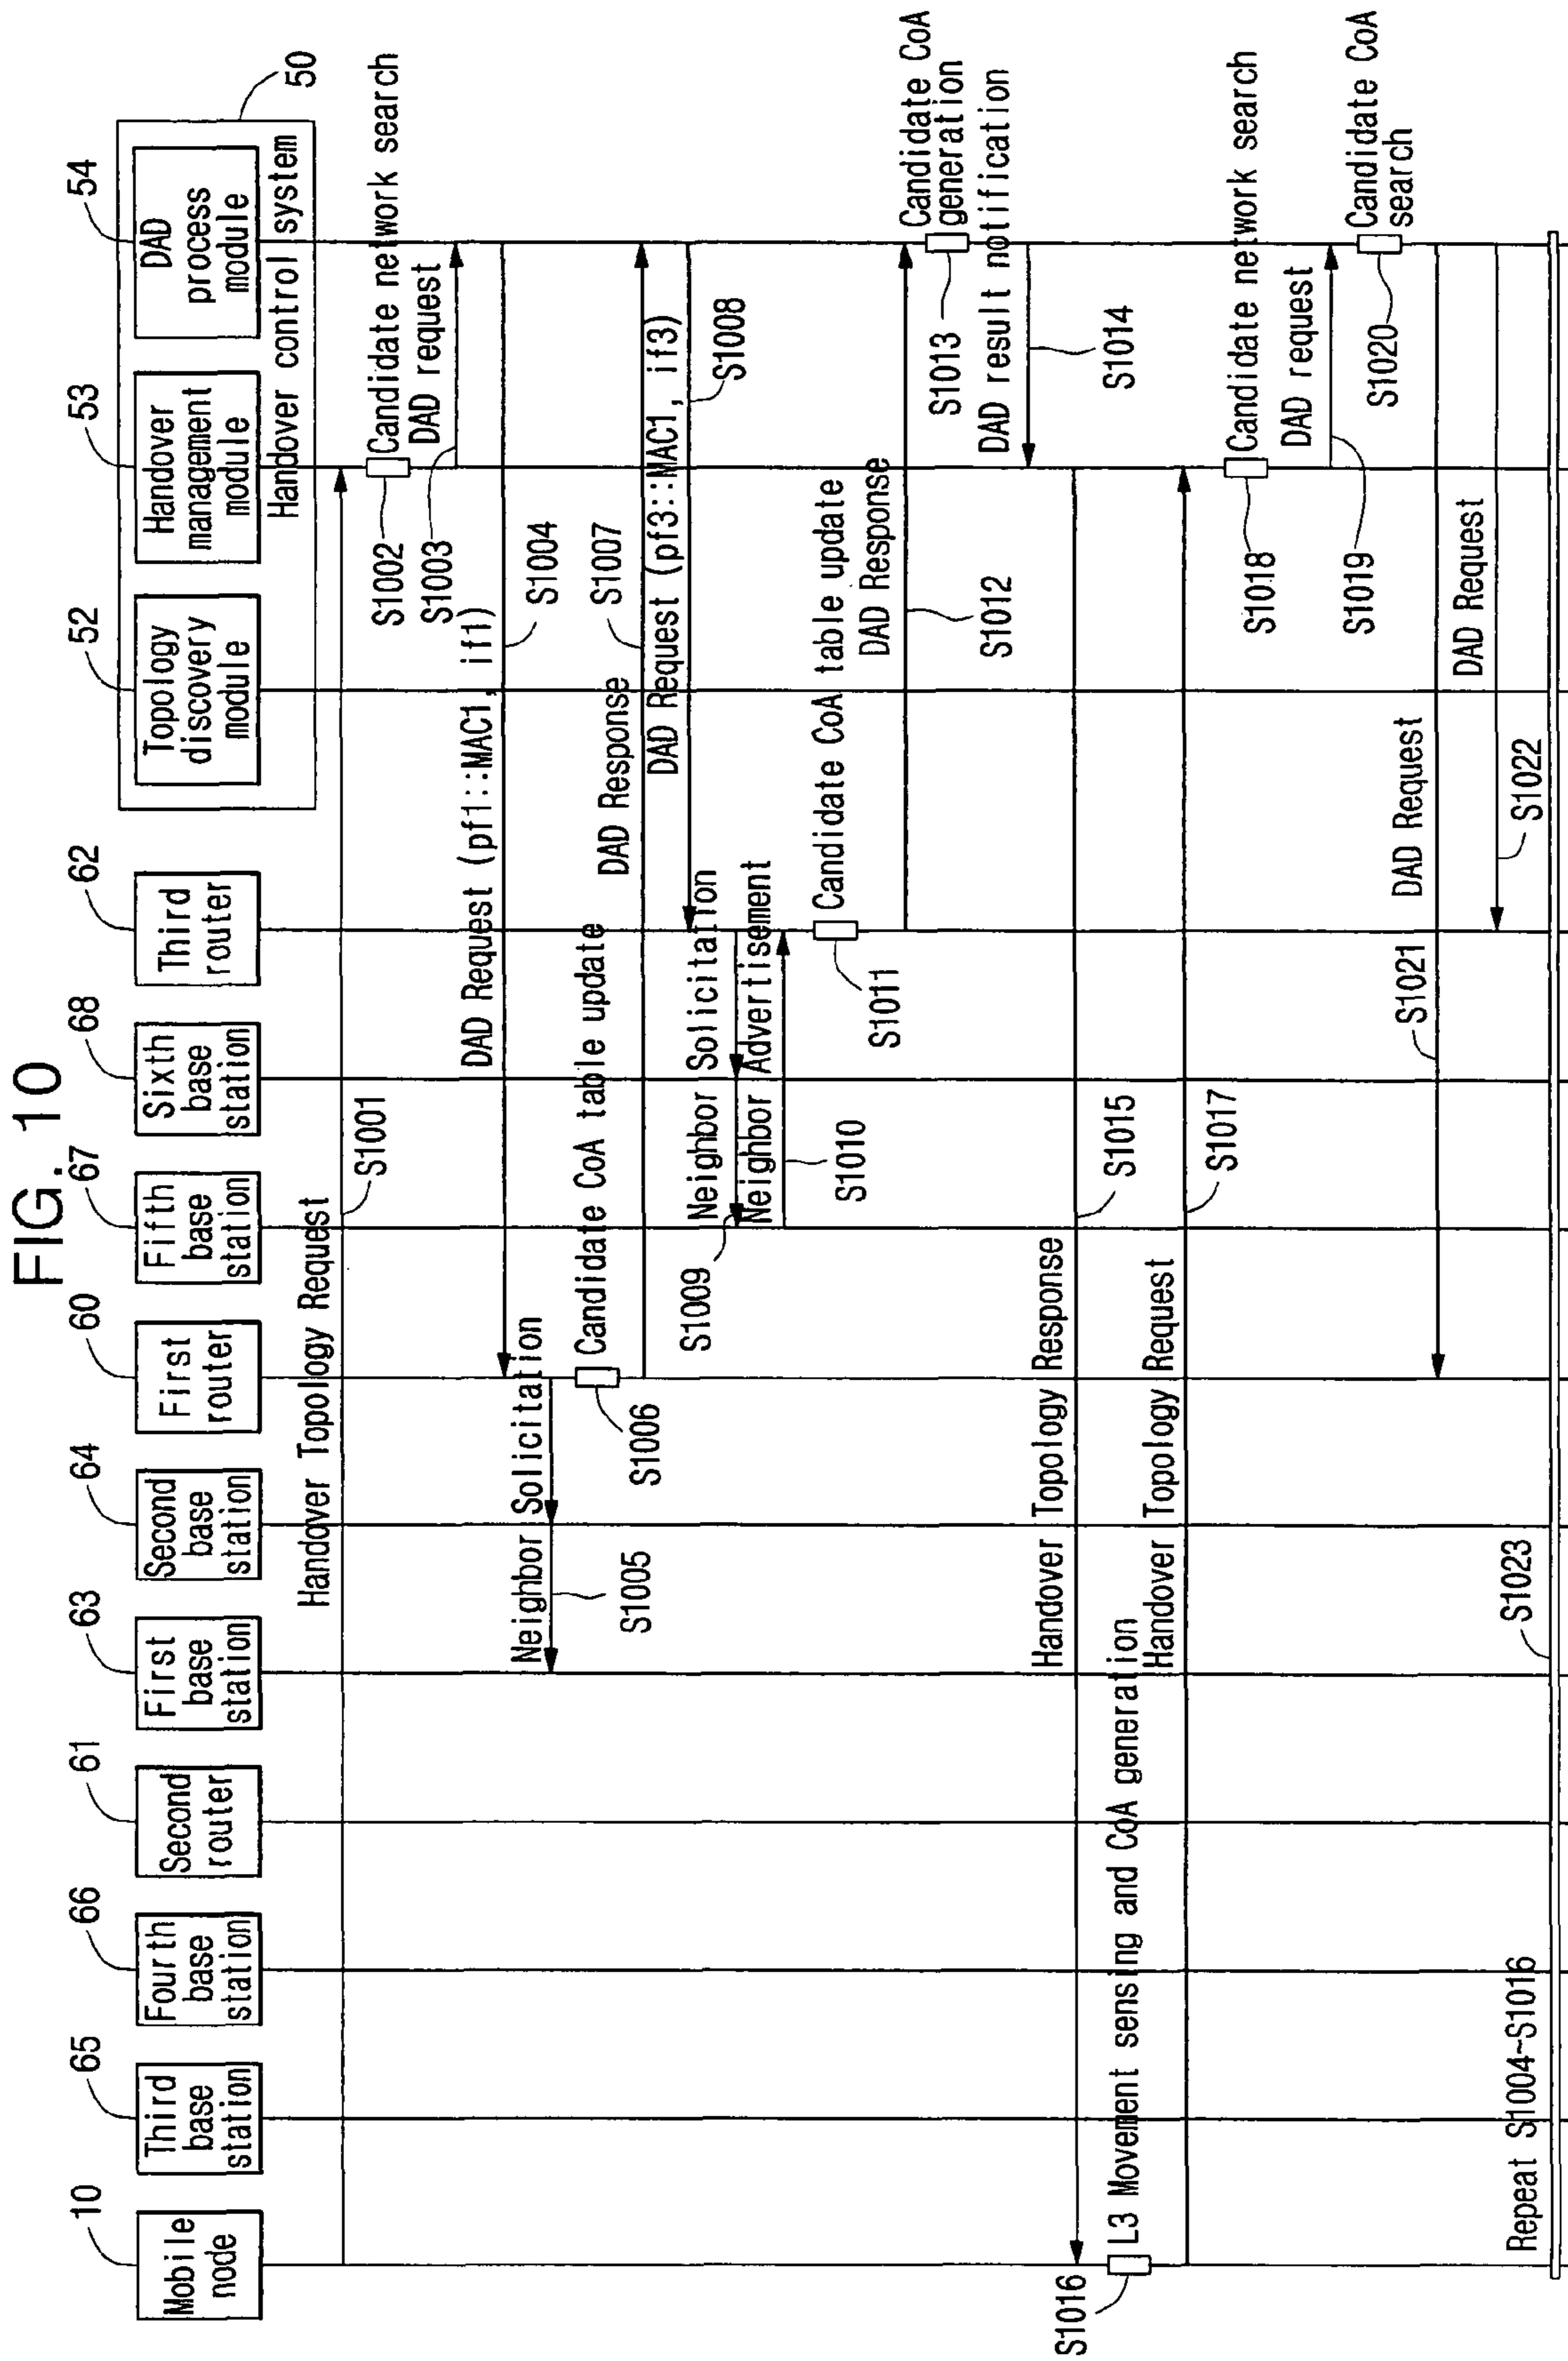 FIG. 10
10
Mobile
node
65
Third
base
station
66
Fourth
base
station
61
Second
router
63
First
base
station
64
Second
base
station
60
First
router
67
Fifth
base
station
68
Sixth
base
station
62
Third
router
52
Topology
discovery
module
53
Handover
management
module
54
DAD
process
module
Handover control system
50
Handover Topology Request
S1001
S1002
Candidate network search
S1003
DAD request
DAD Request (pf1::MAC1, if1)
S1004
Neighbor Solicitation
S1005
Candidate CoA table update
S1006
DAD Response
S1007
DAD Request (pf3::MAC1, if3)
S1008
Neighbor Solicitation
S1009
Neighbor Advertisement
S1010
Candidate CoA table update
S1011
DAD Response
S1012
Candidate CoA
generation
S1013
DAD result notification
S1014
Handover Topology Response
S1015
L3 Movement sensing and CoA generation
S1016
Handover Topology Request
S1017
Candidate network search
S1018
DAD request
S1019
Candidate CoA
search
S1020
DAD Request
S1021
DAD Request
S1022
Repeat S1004~S1016
S1023